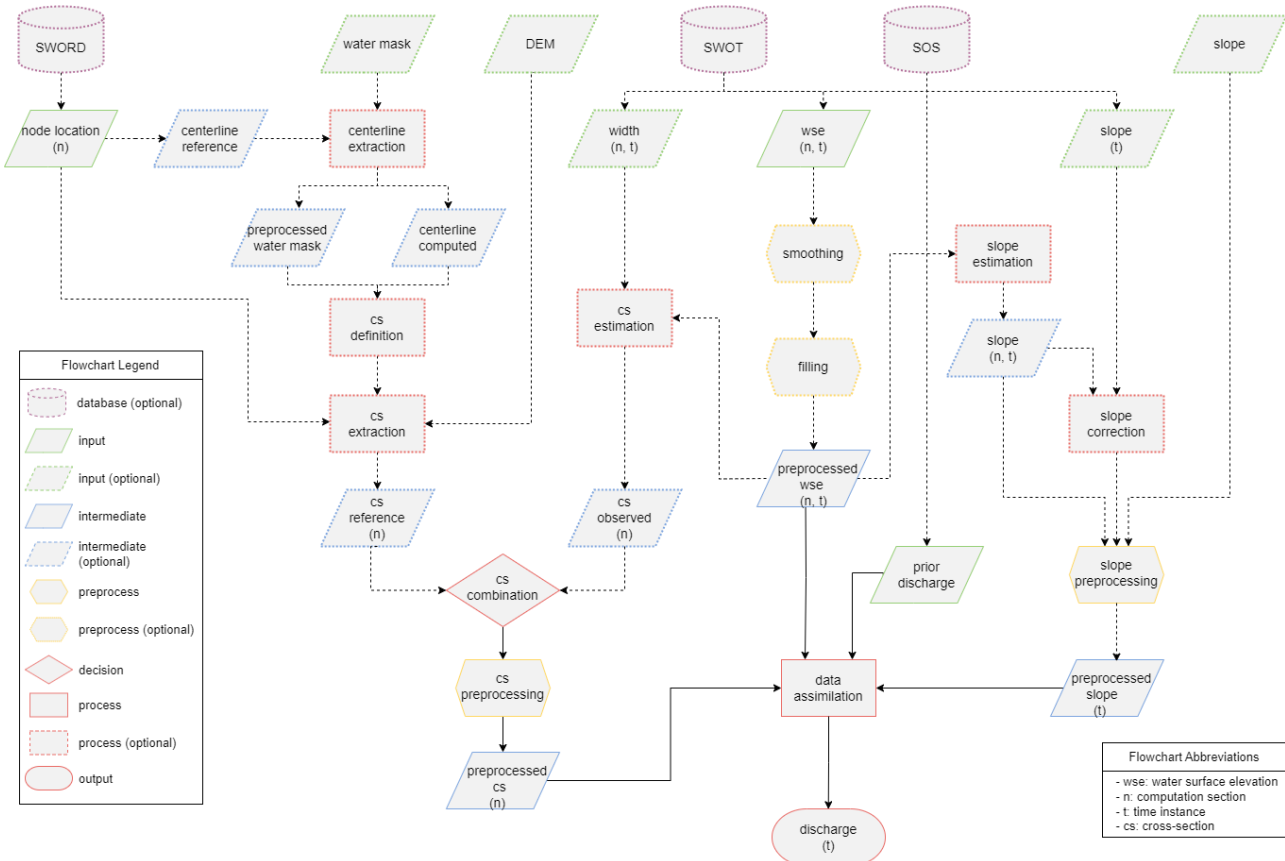 SWORD
water mask
DEM
SWOT
SOS
slope
node location
(n)
centerline
reference
centerline
extraction
width
(n, t)
wse
(n, t)
slope
(t)
preprocessed
water mask
centerline
computed
smoothing
slope
estimation
cs
definition
cs
estimation
filling
slope
(n, t)
cs
extraction
slope
correction
cs
reference
(n)
cs
observed
(n)
preprocessed
wse
(n, t)
cs
combination
prior
discharge
slope
preprocessing
cs
preprocessing
data
assimilation
preprocessed
slope
(t)
preprocessed
cs
(n)
discharge
(t)
Flowchart Legend
database (optional)
input
input (optional)
intermediate
intermediate
(optional)
preprocess
preprocess (optional)
decision
process
process (optional)
output
Flowchart Abbreviations
- wse: water surface elevation
- n: computation section
- t: time instance
- cs: cross-section